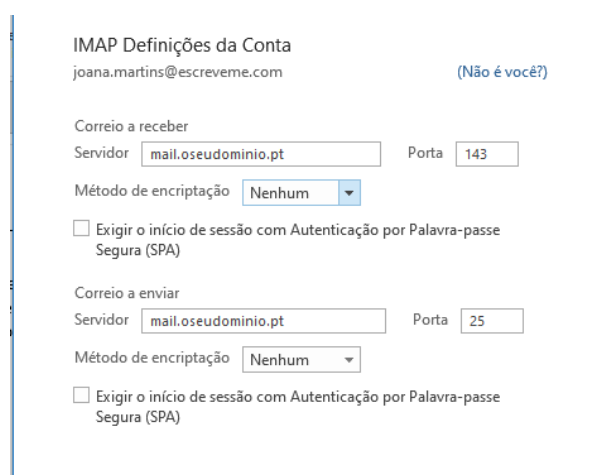 IMAP Definições da Conta
joana.martins@escreveme.com (Não é você?)
Correio a receber
Servidor mail.oseudominio.pt Porta 143
Método de encriptação Nenhum
Exigir o início de sessão com Autenticação por Palavra-passe
Segura (SPA)
Correio a enviar
Servidor mail.oseudominio.pt Porta 25
Método de encriptação Nenhum
Exigir o início de sessão com Autenticação por Palavra-passe
Segura (SPA)